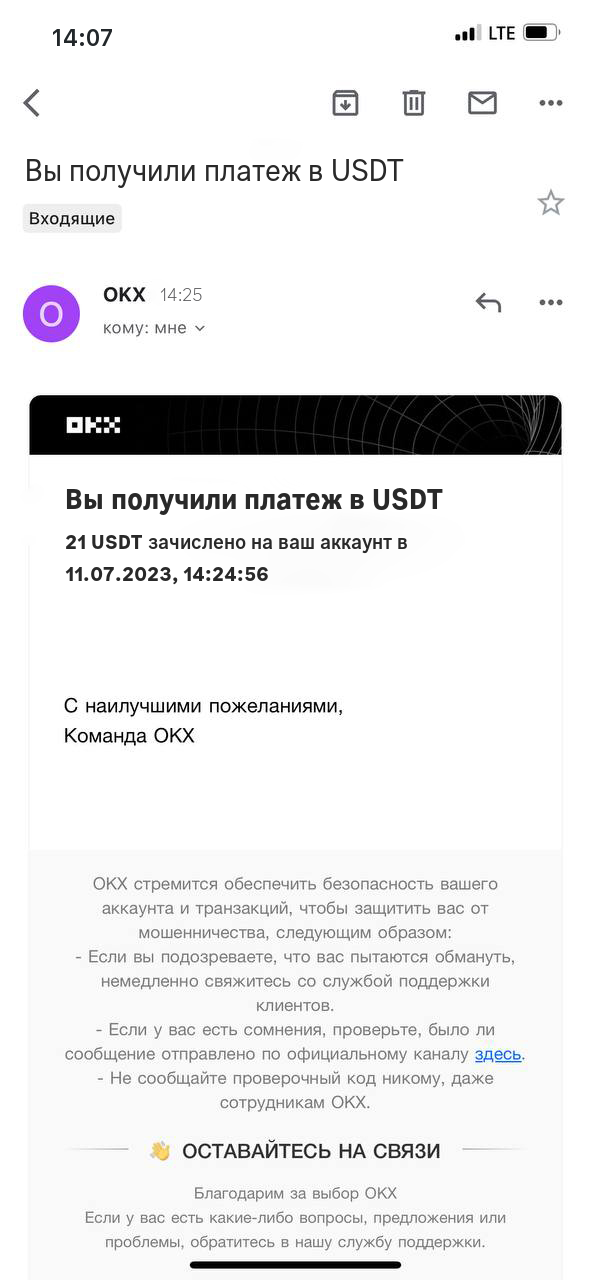 14:07
LTE
Вы получили платеж в USDT
Входящие
O
OKX 14:25
кому: мне
OKX
Вы получили платеж в USDT
21 USDT зачислено на ваш аккаунт в
11.07.2023, 14:24:56
С наилучшими пожеланиями,
Команда OKX
OKX стремится обеспечить безопасность вашего
аккаунта и транзакций, чтобы защитить вас от
мошенничества, следующим образом:
- Если вы подозреваете, что вас пытаются обмануть,
немедленно свяжитесь со службой поддержки
клиентов.
- Если у вас есть сомнения, проверьте, было ли
сообщение отправлено по официальному каналу здесь.
- Не сообщайте проверочный код никому, даже
сотрудникам OKX.
👋 ОСТАВАЙТЕСЬ НА СВЯЗИ
Благодарим за выбор OKX
Если у вас есть какие-либо вопросы, предложения или
проблемы, обратитесь в нашу службу поддержки.